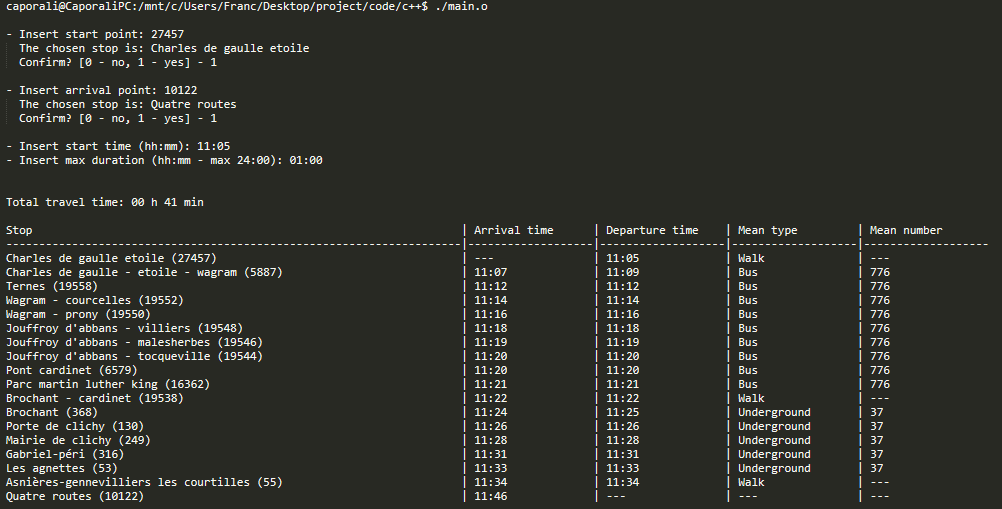 caporali@CaporaliPC:/mnt/c/Users/Franc/Desktop/project/code/c++$ ./main.o
- Insert start point: 27457
The chosen stop is: Charles de gaulle etoile
Confirm? [0 - no, 1 - yes] - 1
- Insert arrival point: 10122
The chosen stop is: Quatre routes
Confirm? [0 - no, 1 - yes] - 1
- Insert start time (hh:mm): 11:05
- Insert max duration (hh:mm - max 24:00): 01:00
Total travel time: 00 h 41 min
Stop | Arrival time | Departure time | Mean type | Mean number
---------------------------------------------------------------------|-------------------|-------------------|-------------------|-------------------
Charles de gaulle etoile (27457) | --- | 11:05 | Walk | ---
Charles de gaulle - etoile - wagram (5887) | 11:07 | 11:09 | Bus | 776
Ternes (19558) | 11:12 | 11:12 | Bus | 776
Wagram - courcelles (19552) | 11:14 | 11:14 | Bus | 776
Wagram - prony (19550) | 11:16 | 11:16 | Bus | 776
Jouffroy d'abbans - villiers (19548) | 11:18 | 11:18 | Bus | 776
Jouffroy d'abbans - malesherbes (19546) | 11:19 | 11:19 | Bus | 776
Jouffroy d'abbans - tocqueville (19544) | 11:20 | 11:20 | Bus | 776
Pont cardinet (6579) | 11:20 | 11:20 | Bus | 776
Parc martin luther king (16362) | 11:21 | 11:21 | Bus | 776
Brochant - cardinet (19538) | 11:22 | 11:22 | Walk | ---
Brochant (368) | 11:24 | 11:25 | Underground | 37
Porte de clichy (130) | 11:26 | 11:26 | Underground | 37
Mairie de clichy (249) | 11:28 | 11:28 | Underground | 37
Gabriel-péri (316) | 11:31 | 11:31 | Underground | 37
Les agnettes (53) | 11:33 | 11:33 | Underground | 37
Asnières-gennevilliers les courtilles (55) | 11:34 | 11:34 | Walk | ---
Quatre routes (10122) | 11:46 | --- | --- | ---